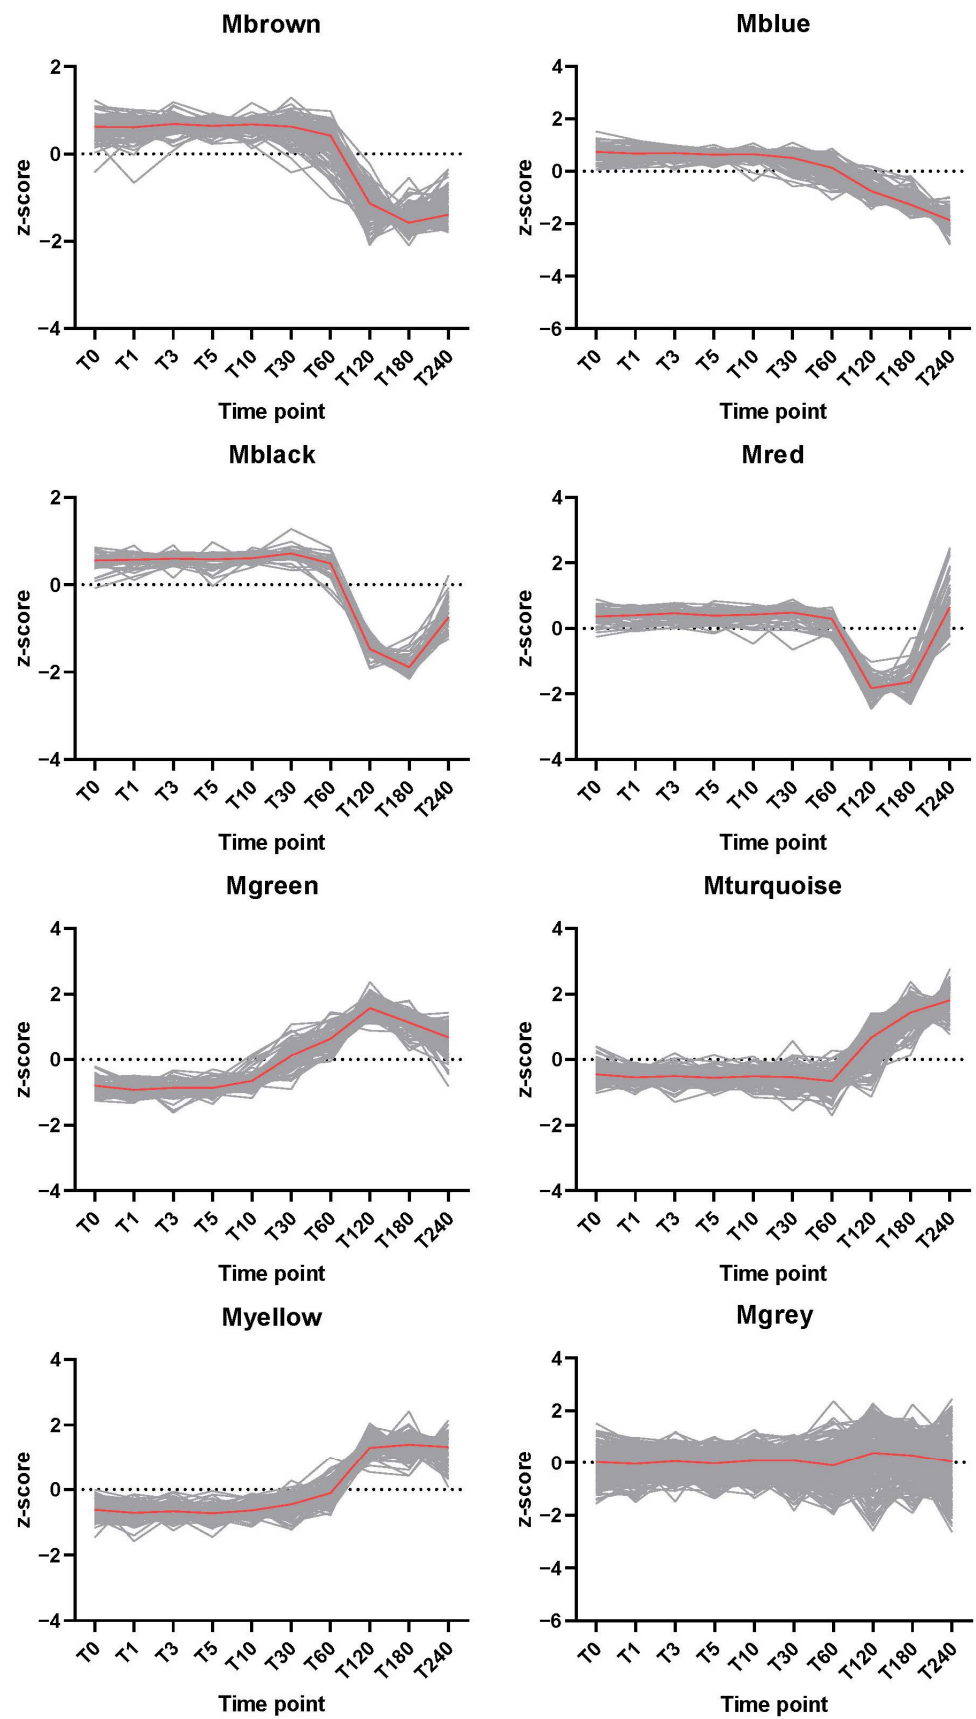 Mbrown
z-score
2
0
−2
−4
T0 T1 T3 T5 T10 T30 T60 T120 T180 T240
Time point
Mblue
z-score
4
2
0
−2
−4
−6
T0 T1 T3 T5 T10 T30 T60 T120 T180 T240
Time point
Mblack
z-score
2
0
−2
−4
T0 T1 T3 T5 T10 T30 T60 T120 T180 T240
Time point
Mred
z-score
4
2
0
−2
−4
T0 T1 T3 T5 T10 T30 T60 T120 T180 T240
Time point
Mgreen
z-score
4
2
0
−2
−4
T0 T1 T3 T5 T10 T30 T60 T120 T180 T240
Time point
Mturquoise
z-score
4
2
0
−2
−4
T0 T1 T3 T5 T10 T30 T60 T120 T180 T240
Time point
Myellow
z-score
4
2
0
−2
−4
T0 T1 T3 T5 T10 T30 T60 T120 T180 T240
Time point
Mgrey
z-score
4
2
0
−2
−4
−6
T0 T1 T3 T5 T10 T30 T60 T120 T180 T240
Time point